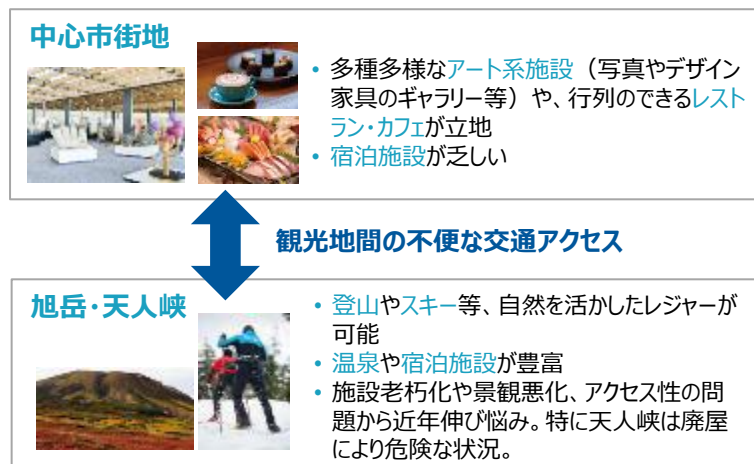 中心市街地
• 多種多様なアート系施設（写真やデザイン
家具のギャラリー等）や、行列のできるレスト
ラン・カフェが立地
• 宿泊施設が乏しい
観光地間の不便な交通アクセス
旭岳・天人峡
• 登山やスキー等、自然を活かしたレジャーが
可能
• 温泉や宿泊施設が豊富
• 施設老朽化や景観悪化、アクセス性の問
題から近年伸び悩み。特に天人峡は廃屋
により危険な状況。